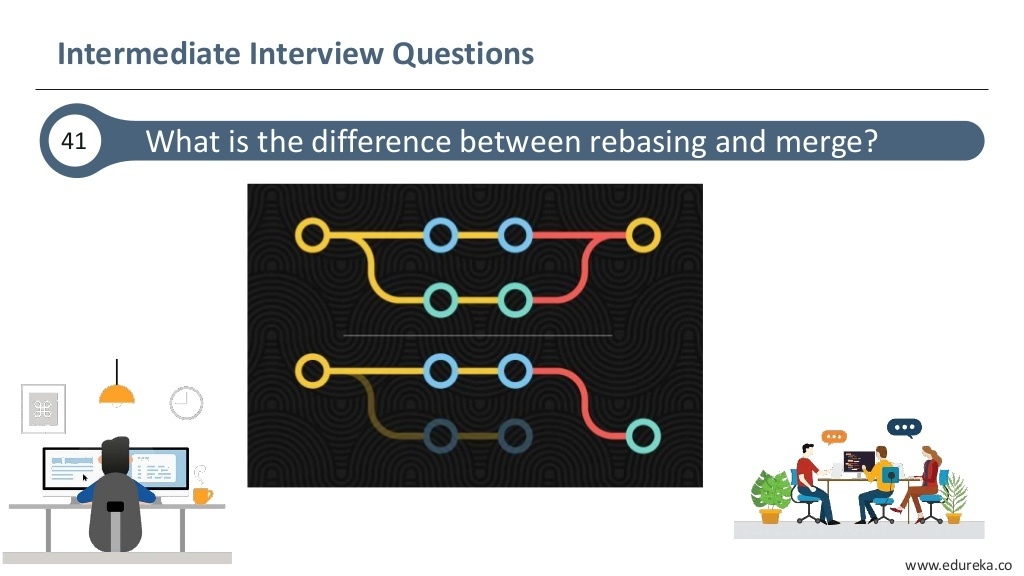 Intermediate Interview Questions
41
What is the difference between rebasing and merge?
www.edureka.co